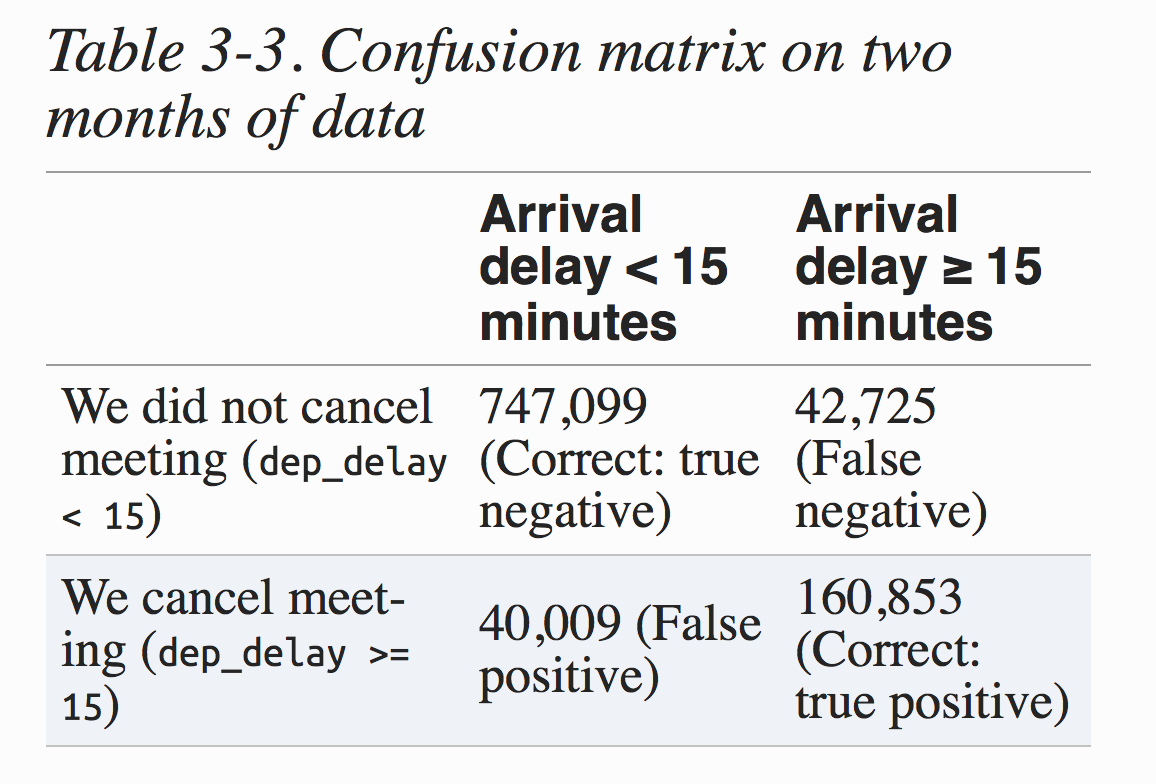 Table 3-3. Confusion matrix on two
months of data
Arrival
delay < 15
minutes
Arrival
delay ≥ 15
minutes
We did not cancel
meeting (dep_delay
< 15)
747,099
(Correct: true
negative)
42,725
(False
negative)
We cancel meet-
ing (dep_delay >=
15)
40,009 (False
positive)
160,853
(Correct:
true positive)